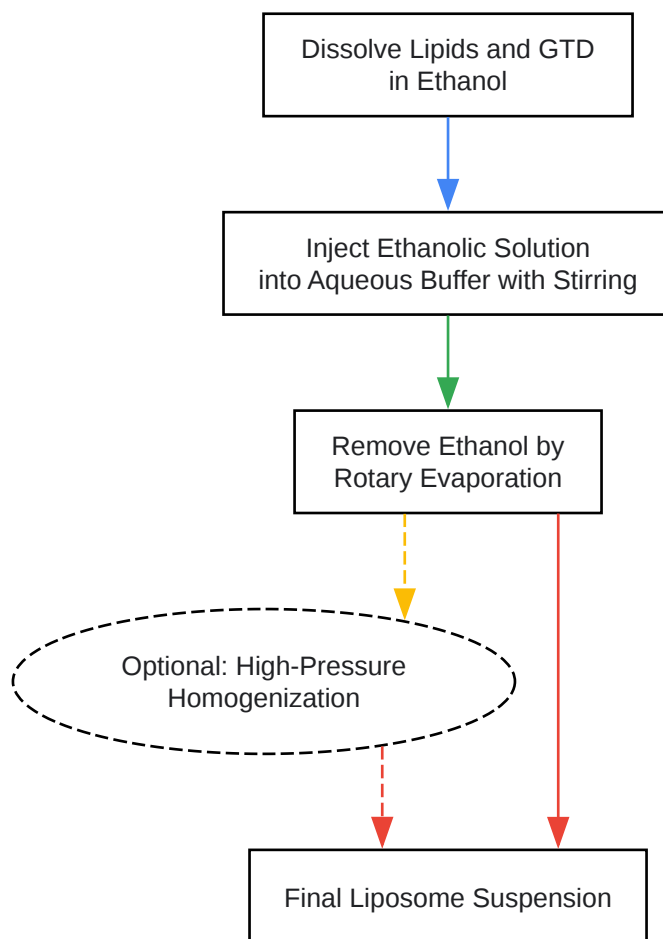 Dissolve Lipids and GTD
in Ethanol
Inject Ethanolic Solution
into Aqueous Buffer with Stirring
Remove Ethanol by
Rotary Evaporation
Optional: High-Pressure
Homogenization
Final Liposome Suspension